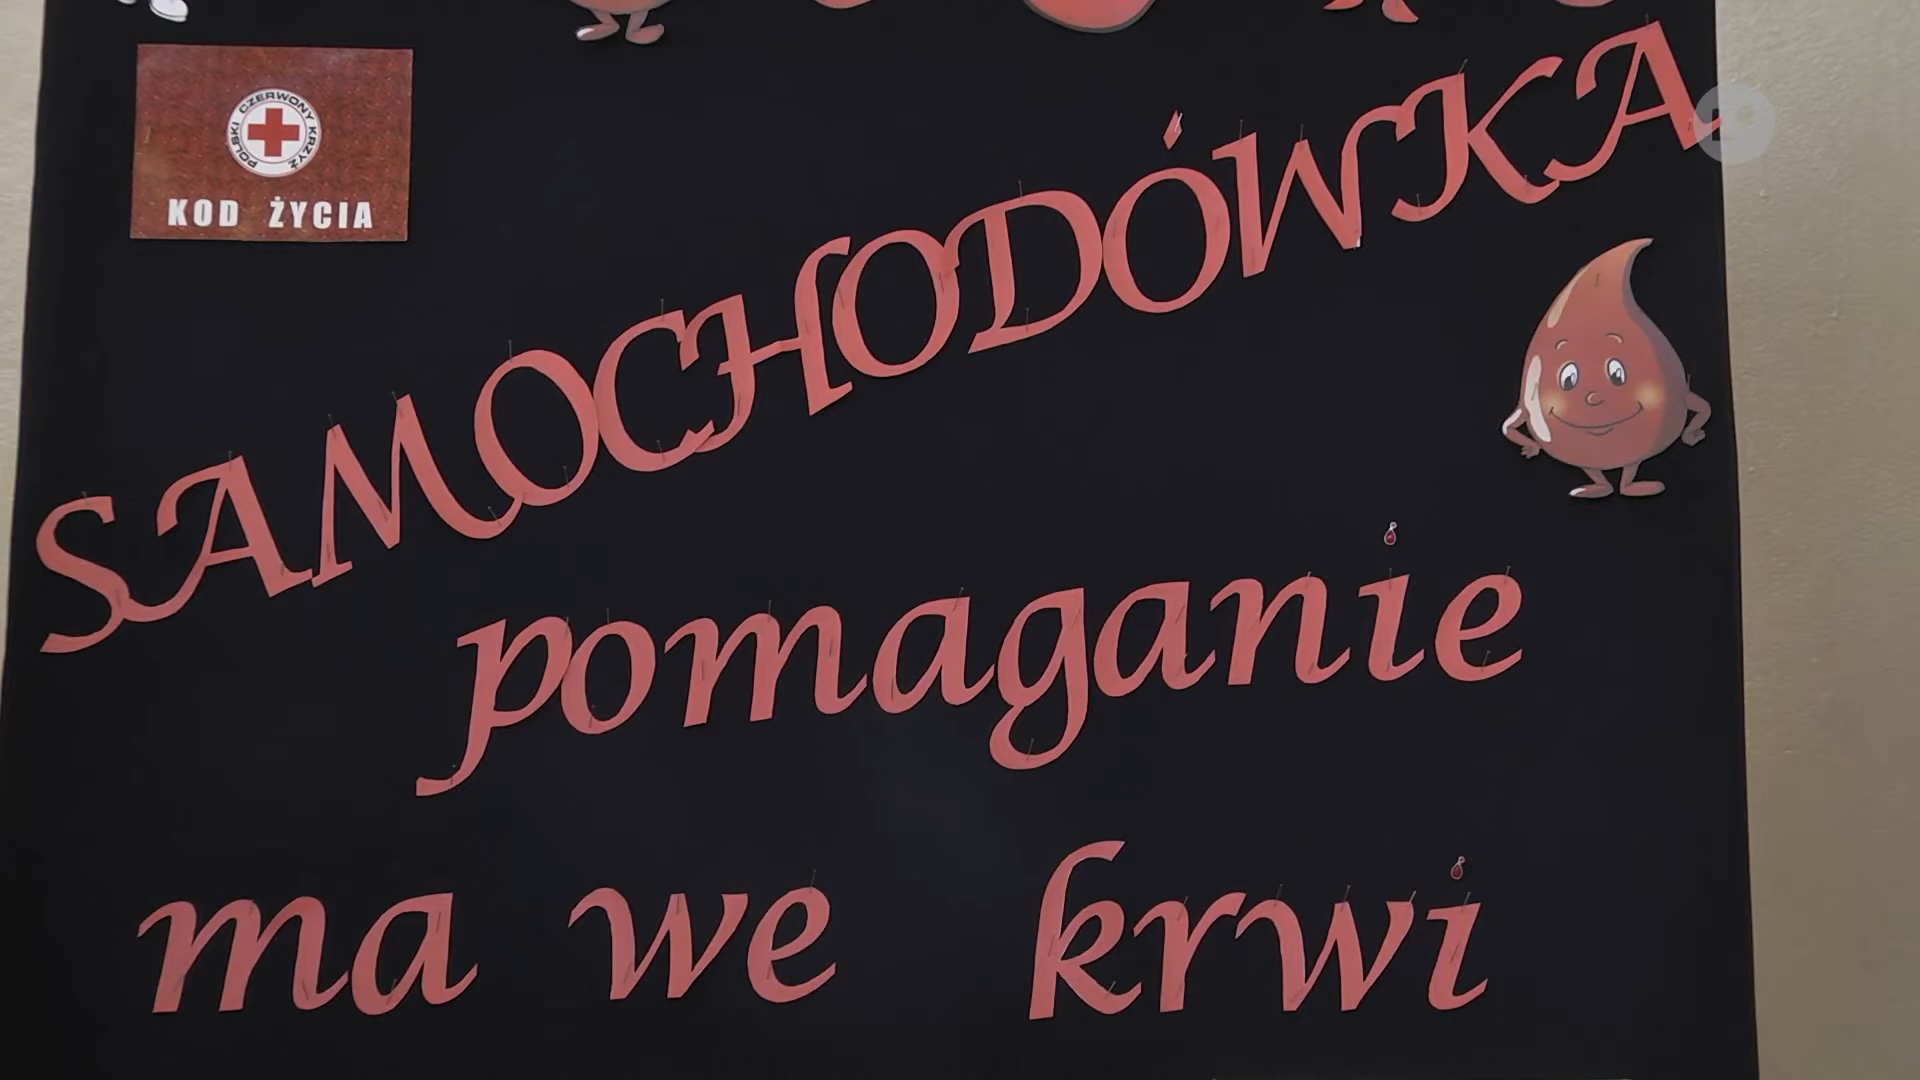 POLSKI CZERWONY KRZYŻ
KOD ŻYCIA
SAMOCHODÓWKA
pomaganie
ma we krwi